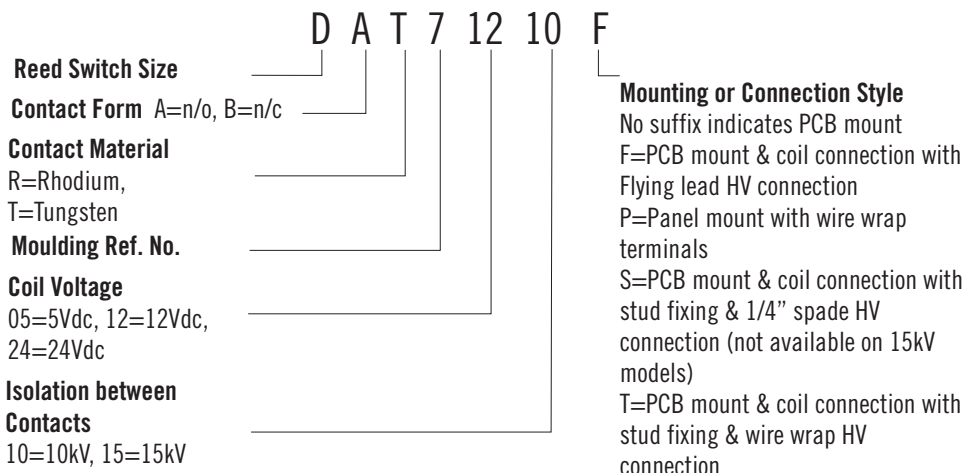 D A T 7 12 10 F
Reed Switch Size
Contact Form A=n/o, B=n/c
Contact Material
R=Rhodium,
T=Tungsten
Moulding Ref. No.
Coil Voltage
05=5Vdc, 12=12Vdc,
24=24Vdc
Isolation between
Contacts
10=10kV, 15=15kV
Mounting or Connection Style
No suffix indicates PCB mount
F=PCB mount & coil connection with
Flying lead HV connection
P=Panel mount with wire wrap
terminals
S=PCB mount & coil connection with
stud fixing & 1/4” spade HV
connection (not available on 15kV
models)
T=PCB mount & coil connection with
stud fixing & wire wrap HV
connection